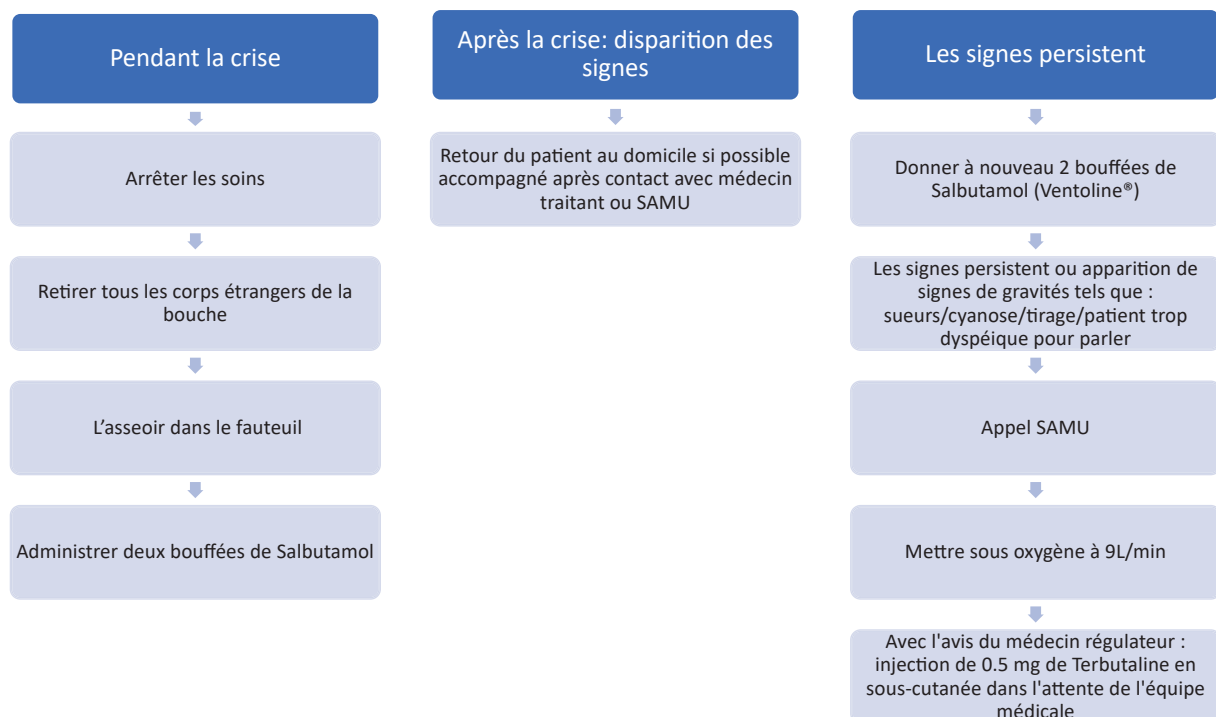 Pendant la crise
Arrêter les soins
Retirer tous les corps étrangers de la
bouche
L’asseoir dans le fauteuil
Administrer deux bouffées de Salbutamol
Après la crise: disparition des
signes
Retour du patient au domicile si possible
accompagné après contact avec médecin
traitant ou SAMU
Les signes persistent
Donner à nouveau 2 bouffées de
Salbutamol (Ventoline®)
Les signes persistent ou apparition de
signes de gravités tels que :
sueurs/cyanose/tirage/patient trop
dyspéique pour parler
Appel SAMU
Mettre sous oxygène à 9L/min
Avec l'avis du médecin régulateur :
injection de 0.5 mg de Terbutaline en
sous-cutanée dans l'attente de l'équipe
médicale